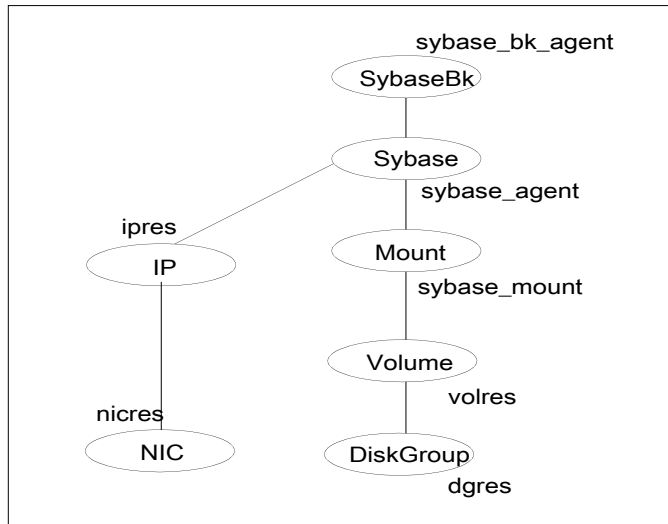 sybase_bk_agent
SybaseBk
Sybase
sybase_agent
ipres
IP
Mount
sybase_mount
Volume
volres
nicres
NIC
DiskGroup
dgres